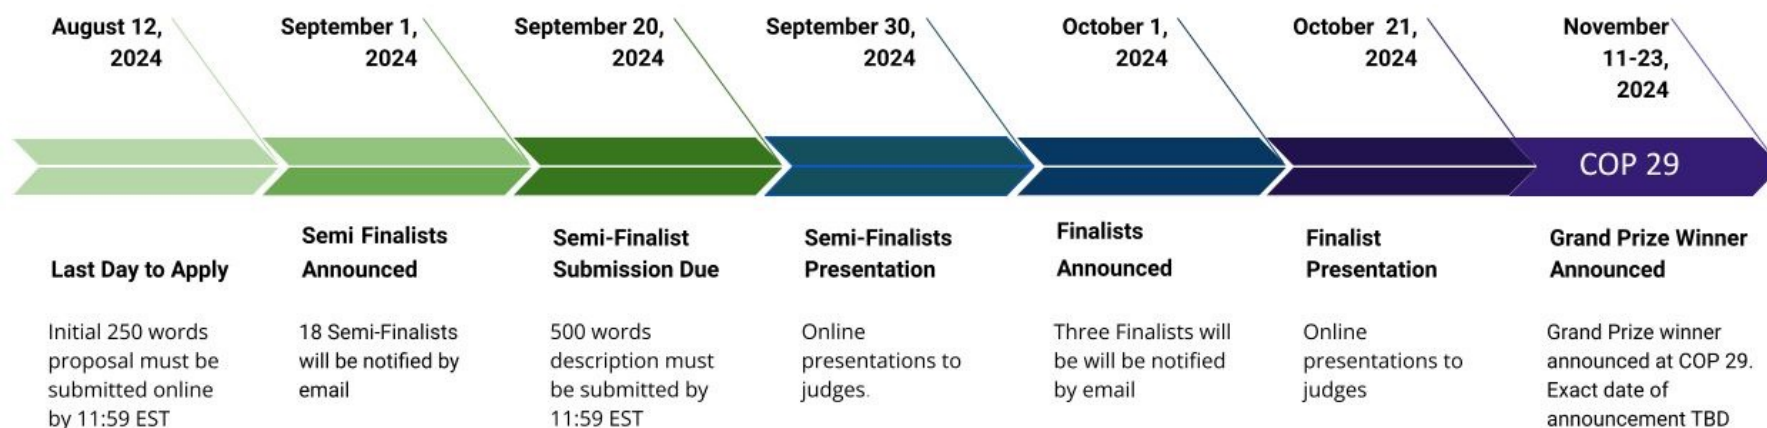 August 12,
2024
September 1,
2024
September 20,
2024
September 30,
2024
October 1,
2024
October 21,
2024
November
11-23,
2024
COP 29
Last Day to Apply
Initial 250 words
proposal must be
submitted online
by 11:59 EST
Semi Finalists
Announced
18 Semi-Finalists
will be notified by
email
Semi-Finalist
Submission Due
500 words
description must
be submitted by
11:59 EST
Semi-Finalists
Presentation
Online
presentations to
judges.
Finalists
Announced
Three Finalists will
be will be notified
by email
Finalist
Presentation
Online
presentations to
judges
Grand Prize Winner
Announced
Grand Prize winner
announced at COP 29.
Exact date of
announcement TBD